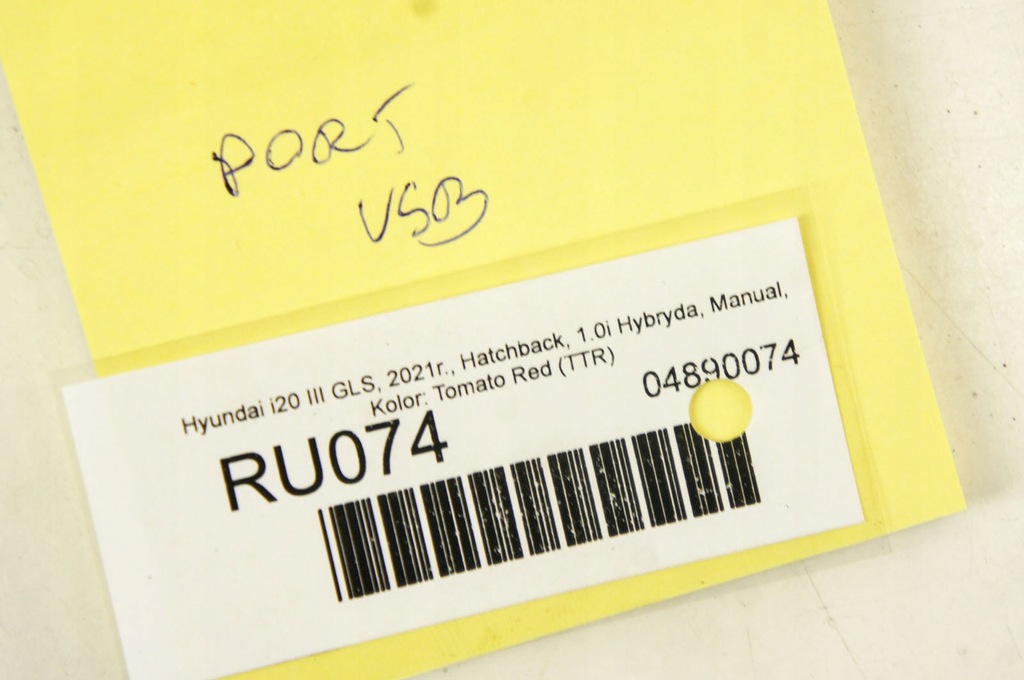 PORT
USB
Hyundai i20 III GLS, 2021r., Hatchback, 1.0i Hybryda, Manual,
Kolor: Tomato Red (TTR)
04890074
RU074